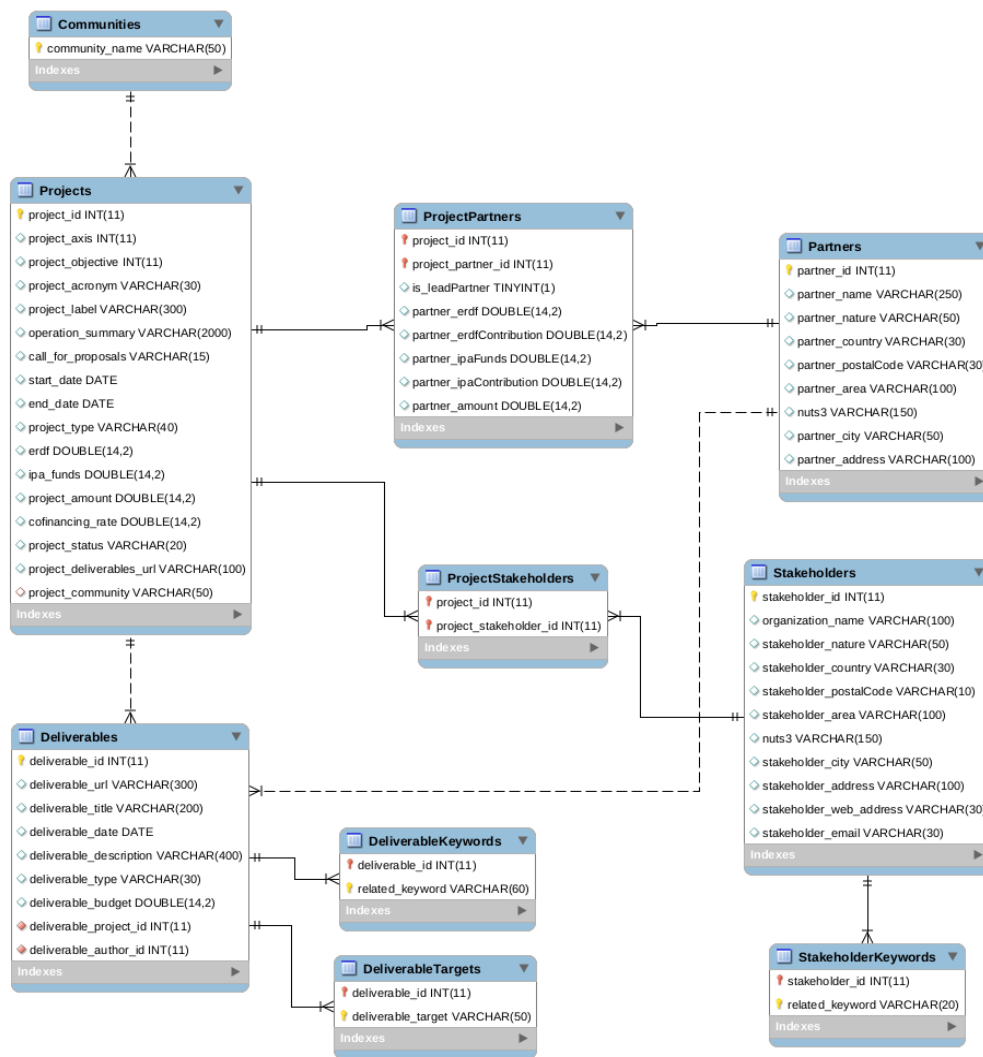 Communities
community_name VARCHAR(50)
Indexes
Projects
project_id INT(11)
project_axis INT(11)
project_objective INT(11)
project_acronym VARCHAR(30)
project_label VARCHAR(300)
operation_summary VARCHAR(2000)
call_for_proposals VARCHAR(15)
start_date DATE
end_date DATE
project_type VARCHAR(40)
erdf DOUBLE(14,2)
ipa_funds DOUBLE(14,2)
project_amount DOUBLE(14,2)
cofinancing_rate DOUBLE(14,2)
project_status VARCHAR(20)
project_deliverables_url VARCHAR(100)
project_community VARCHAR(50)
Indexes
ProjectPartners
project_id INT(11)
project_partner_id INT(11)
is_leadPartner TINYINT(1)
partner_erdf DOUBLE(14,2)
partner_erdfContribution DOUBLE(14,2)
partner_ipaFunds DOUBLE(14,2)
partner_ipaContribution DOUBLE(14,2)
partner_amount DOUBLE(14,2)
Indexes
Partners
partner_id INT(11)
partner_name VARCHAR(250)
partner_nature VARCHAR(50)
partner_country VARCHAR(30)
partner_postalCode VARCHAR(30)
partner_area VARCHAR(100)
nuts3 VARCHAR(150)
partner_city VARCHAR(50)
partner_address VARCHAR(100)
Indexes
ProjectStakeholders
project_id INT(11)
project_stakeholder_id INT(11)
Indexes
Stakeholders
stakeholder_id INT(11)
organization_name VARCHAR(100)
stakeholder_nature VARCHAR(50)
stakeholder_country VARCHAR(30)
stakeholder_postalCode VARCHAR(10)
stakeholder_area VARCHAR(100)
nuts3 VARCHAR(150)
stakeholder_city VARCHAR(50)
stakeholder_address VARCHAR(100)
stakeholder_web_address VARCHAR(30)
stakeholder_email VARCHAR(30)
Indexes
Deliverables
deliverable_id INT(11)
deliverable_url VARCHAR(300)
deliverable_title VARCHAR(200)
deliverable_date DATE
deliverable_description VARCHAR(400)
deliverable_type VARCHAR(30)
deliverable_budget DOUBLE(14,2)
deliverable_project_id INT(11)
deliverable_author_id INT(11)
Indexes
DeliverableKeywords
deliverable_id INT(11)
related_keyword VARCHAR(60)
Indexes
DeliverableTargets
deliverable_id INT(11)
deliverable_target VARCHAR(50)
Indexes
StakeholderKeywords
stakeholder_id INT(11)
related_keyword VARCHAR(20)
Indexes